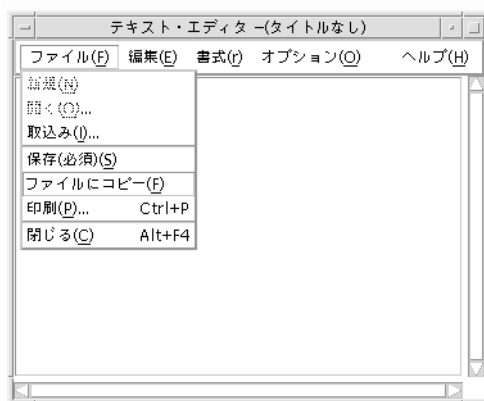 テキスト・エディタ –(タイトルなし)
ファイル(F) 編集(E) 書式(r) オプション(O) ヘルプ(H)
新規(N)
開く(O)...
取込み(I)...
保存(必須)(S)
ファイルにコピー(F)
印刷(P)... Ctrl+P
閉じる(C) Alt+F4